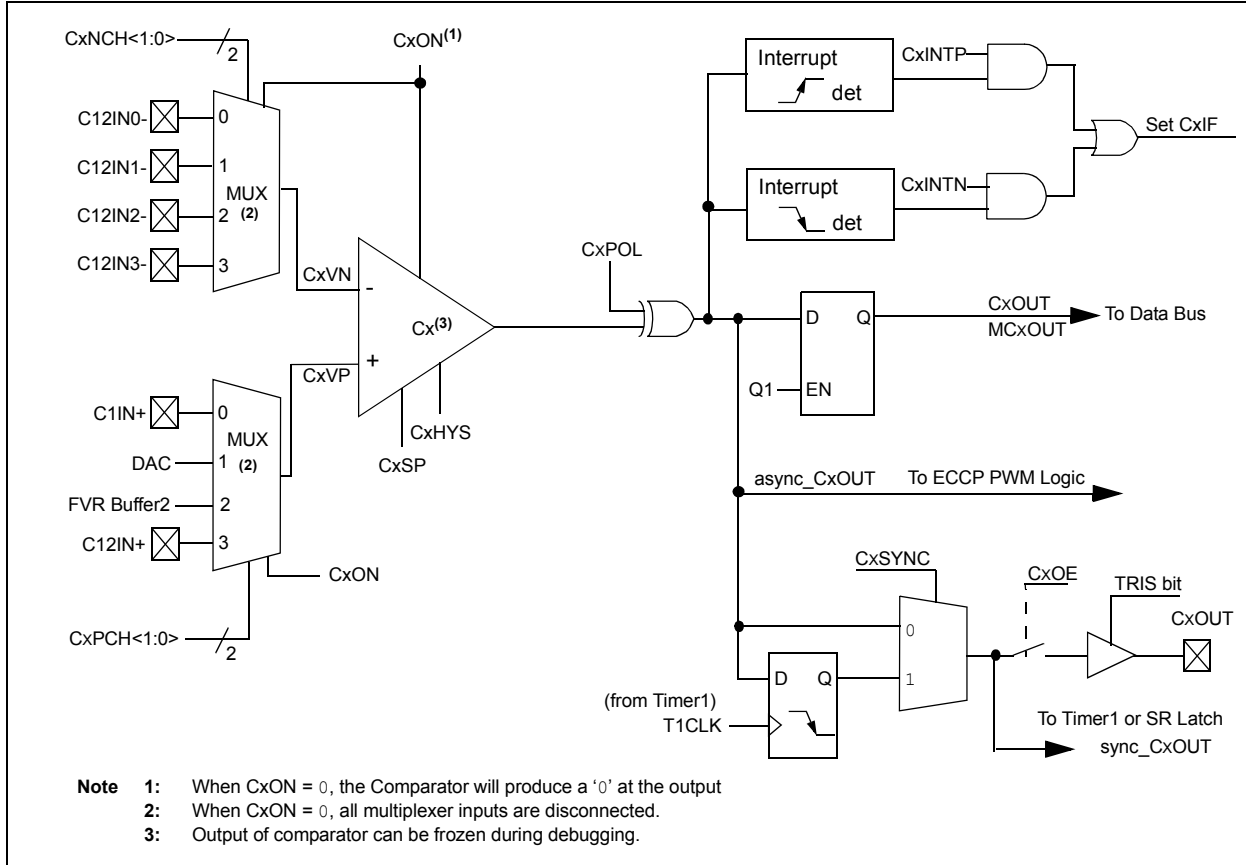 CxNCH<1:0>
2
CxON(1)
C12IN0-
C12IN1-
C12IN2-
C12IN3-
0
1
2
3
MUX
(2)
CxVN
-
Cx(3)
+
CxVP
CxHYS
CxSP
C1IN+
DAC
FVR Buffer2
C12IN+
0
1
2
3
MUX
(2)
CxON
CxPCH<1:0>
2
CxPOL
Interrupt
det
CxINTP
Interrupt
det
CxINTN
Set CxIF
D Q
Q1
EN
CxOUT
MCxOUT
To Data Bus
async_CxOUT
To ECCP PWM Logic
CxSYNC
0
1
D Q
(from Timer1)
T1CLK
CxOE
TRIS bit
CxOUT
To Timer1 or SR Latch
sync_CxOUT
Note 1: When CxON = 0, the Comparator will produce a ‘0’ at the output
2: When CxON = 0, all multiplexer inputs are disconnected.
3: Output of comparator can be frozen during debugging.